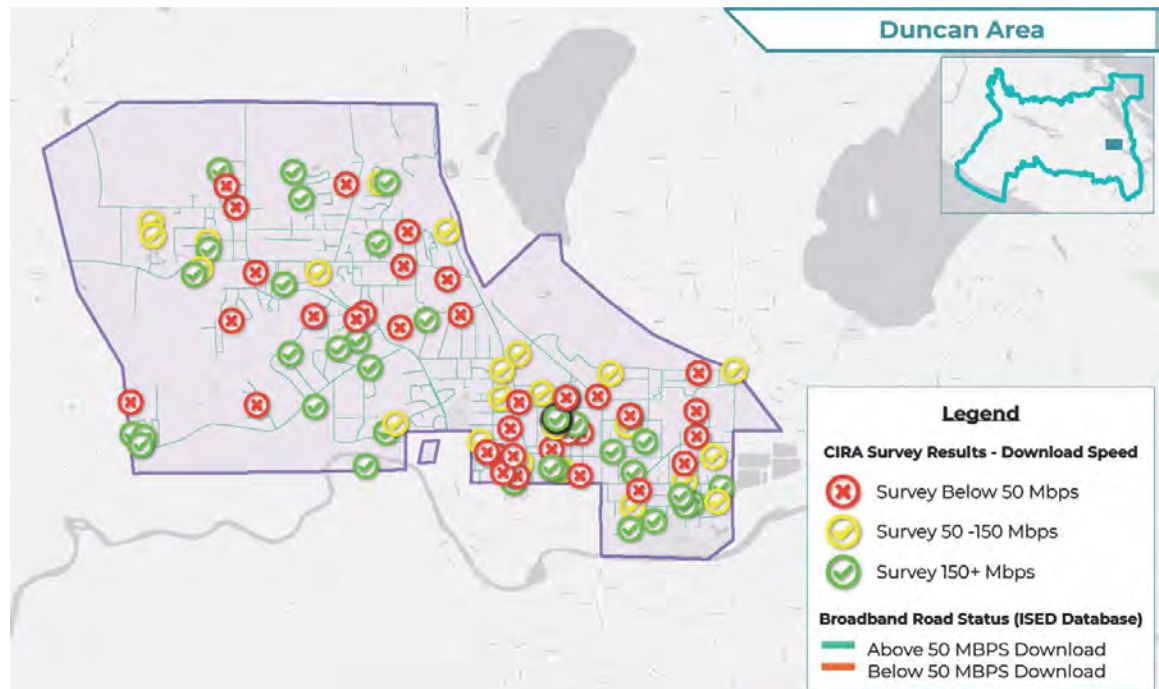 Duncan Area
Legend
CIRA Survey Results - Download Speed
Survey Below 50 Mbps
Survey 50 -150 Mbps
Survey 150+ Mbps
Broadband Road Status (ISED Database)
Above 50 MBPS Download
Below 50 MBPS Download